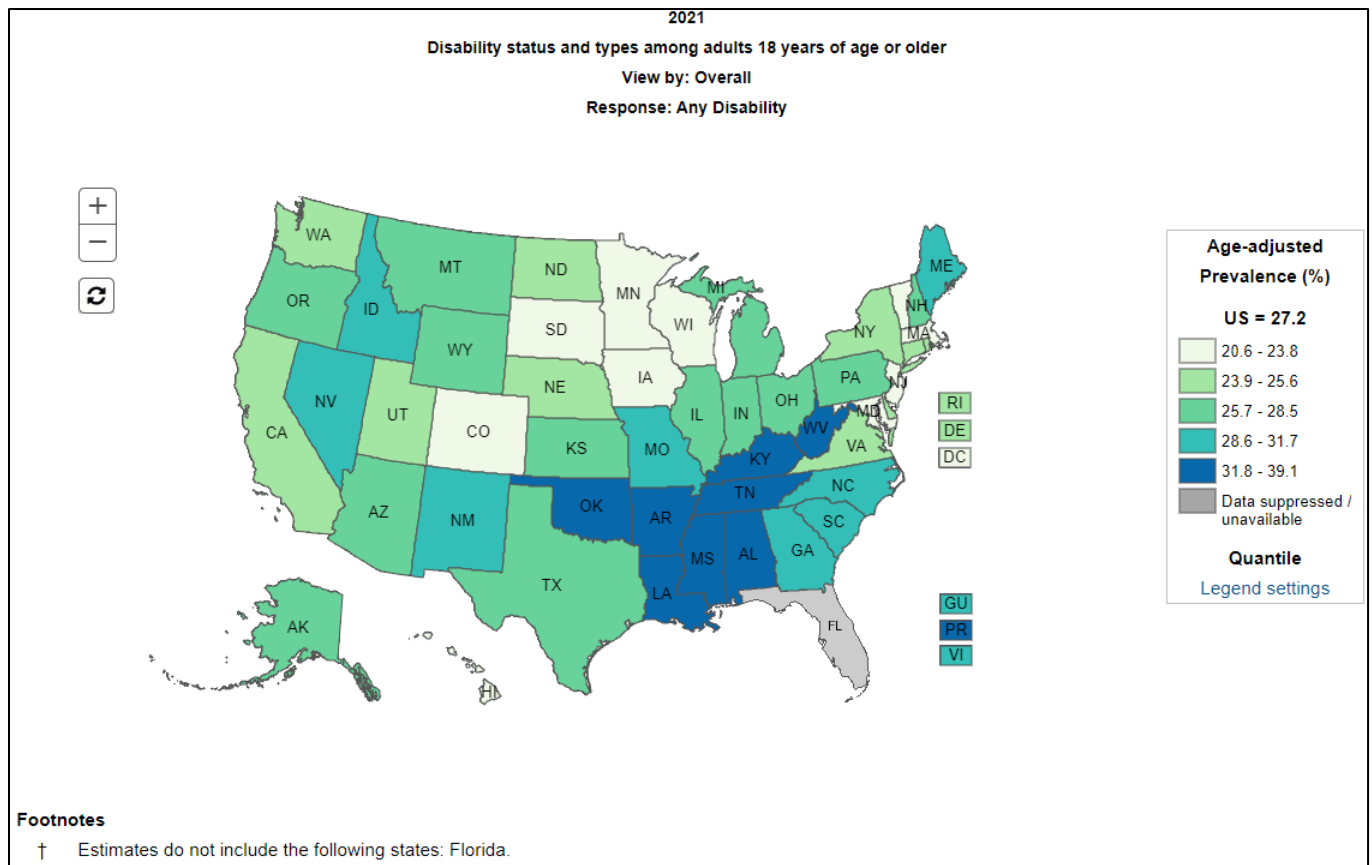 2021
Disability status and types among adults 18 years of age or older
View by: Overall
Response: Any Disability
+
−
WA
MT
ND
MN
MI
ME
OR
ID
SD
WI
NY
NH
MA
WY
IA
PA
NJ
NE
NV
UT
IL
IN
OH
MD
CA
CO
KS
MO
WV
VA
KY
AZ
NM
OK
AR
TN
NC
SC
MS
AL
GA
TX
LA
FL
AK
HI
RI
DE
DC
GU
PR
VI
Age-adjusted
Prevalence (%)
US = 27.2
20.6 - 23.8
23.9 - 25.6
25.7 - 28.5
28.6 - 31.7
31.8 - 39.1
Data suppressed /
unavailable
Quantile
Legend settings
Footnotes
† Estimates do not include the following states: Florida.